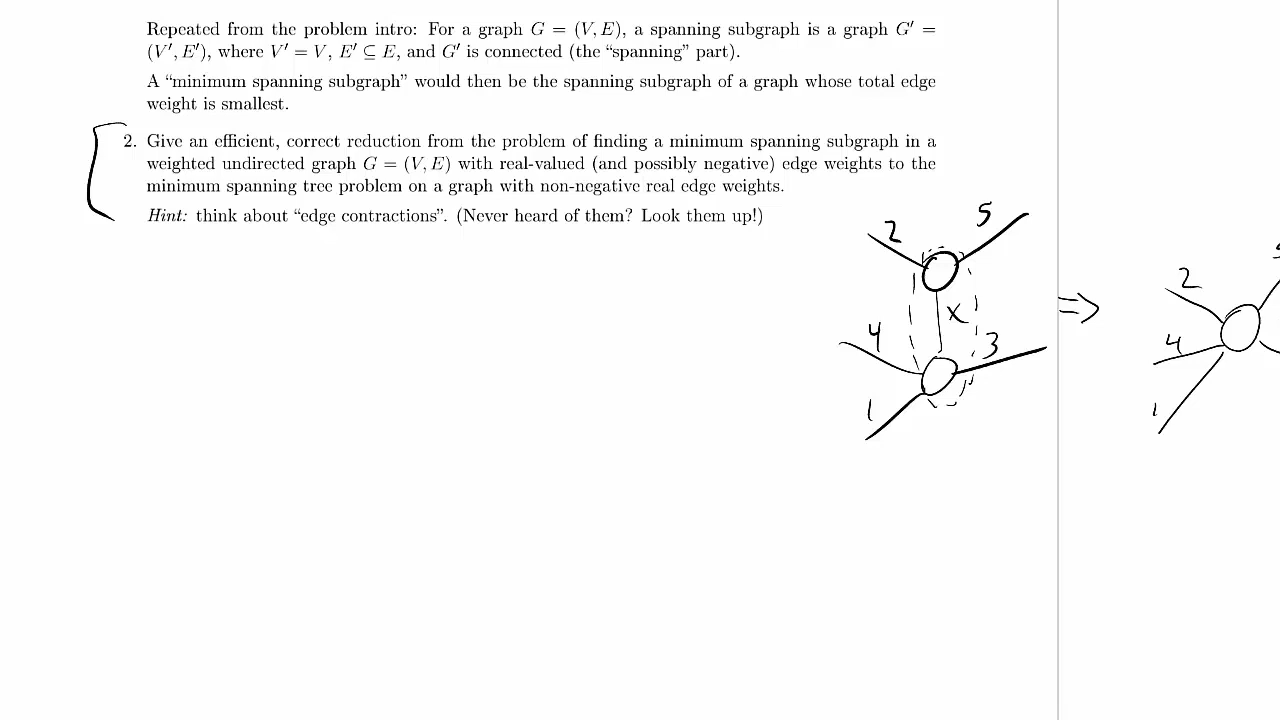 Repeated from the problem intro: For a graph G = (V, E), a spanning subgraph is a graph G′ =
(V′, E′), where V′ = V, E′ ⊆ E, and G′ is connected (the “spanning” part).
A “minimum spanning subgraph” would then be the spanning subgraph of a graph whose total edge
weight is smallest.
2. Give an efficient, correct reduction from the problem of finding a minimum spanning subgraph in a
weighted undirected graph G = (V, E) with real-valued (and possibly negative) edge weights to the
minimum spanning tree problem on a graph with non-negative real edge weights.
Hint: think about “edge contractions”. (Never heard of them? Look them up!)
2 5
x
4 3
1
⇒
2
4
1